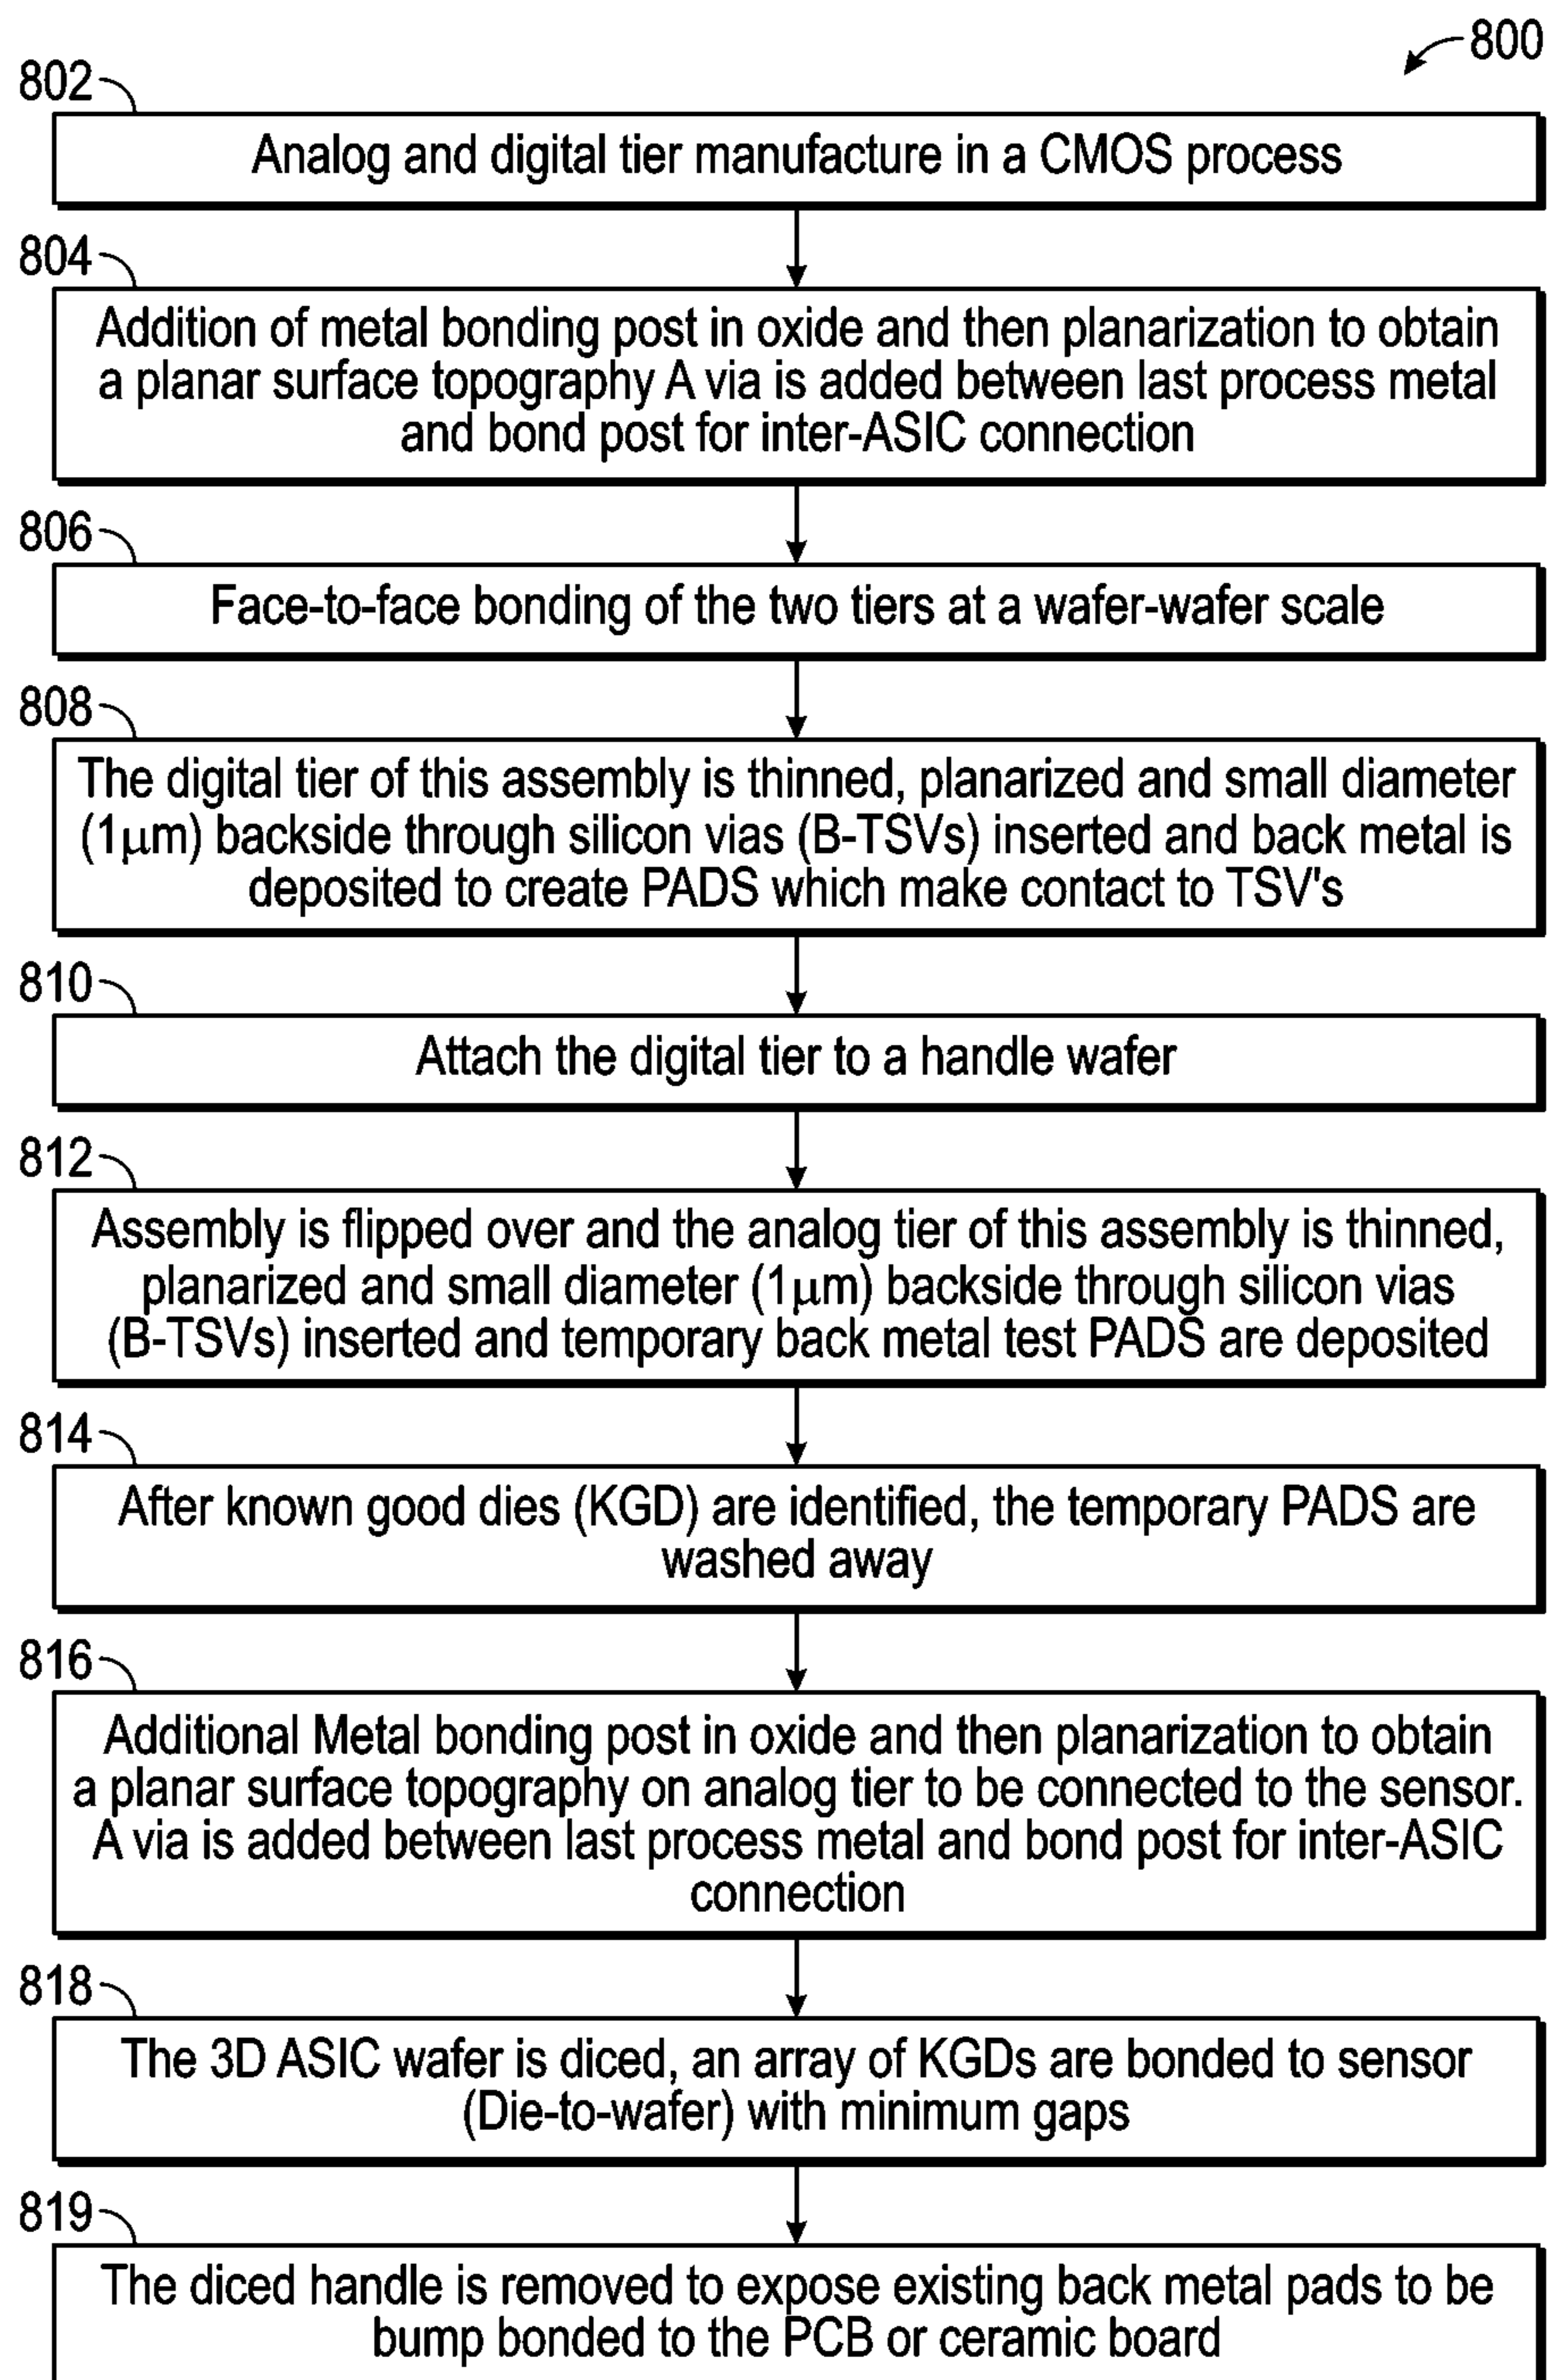 800
802
Analog and digital tier manufacture in a CMOS process
804
Addition of metal bonding post in oxide and then planarization to obtain
a planar surface topography A via is added between last process metal
and bond post for inter-ASIC connection
806
Face-to-face bonding of the two tiers at a wafer-wafer scale
808
The digital tier of this assembly is thinned, planarized and small diameter
(1μm) backside through silicon vias (B-TSVs) inserted and back metal is
deposited to create PADS which make contact to TSV's
810
Attach the digital tier to a handle wafer
812
Assembly is flipped over and the analog tier of this assembly is thinned,
planarized and small diameter (1μm) backside through silicon vias
(B-TSVs) inserted and temporary back metal test PADS are deposited
814
After known good dies (KGD) are identified, the temporary PADS are
washed away
816
Additional Metal bonding post in oxide and then planarization to obtain
a planar surface topography on analog tier to be connected to the sensor.
A via is added between last process metal and bond post for inter-ASIC
connection
818
The 3D ASIC wafer is diced, an array of KGDs are bonded to sensor
(Die-to-wafer) with minimum gaps
819
The diced handle is removed to expose existing back metal pads to be
bump bonded to the PCB or ceramic board